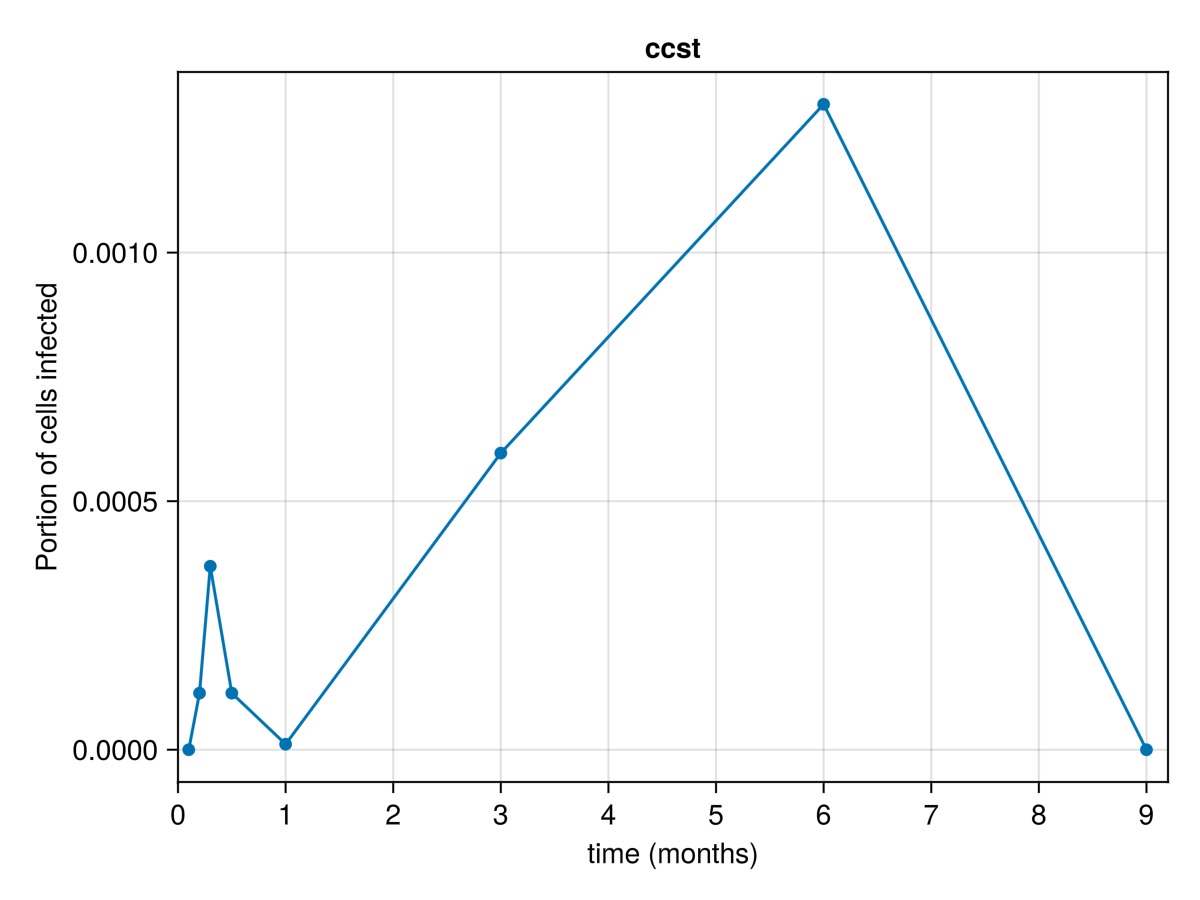 ccst
Portion of cells infected
0.0010
0.0005
0.0000
0 1 2 3 4 5 6 7 8 9
time (months)